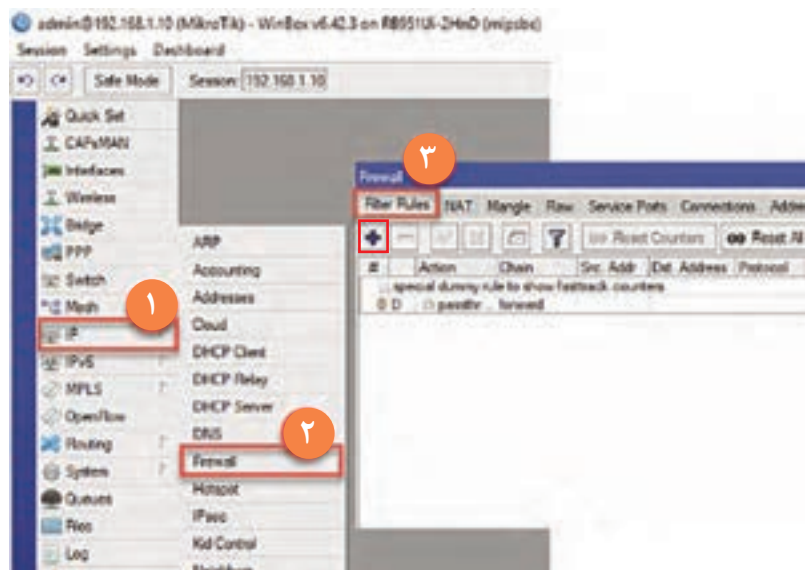 admin@192.168.1.10 (MikroTik) - WinBox v6.42.3 on RB951Ui-2HnD (mipsbe)
Session Settings Dashboard
Safe Mode Session: 192.168.1.10
Quick Set
CAPsMAN
Interfaces
Wireless
Bridge
PPP
Switch
Mesh
۱
IP
IPv6
MPLS
OpenFlow
Routing
System
Queues
Files
Log
ARP
Accounting
Addresses
Cloud
DHCP Client
DHCP Relay
DHCP Server
DNS
۲
Firewall
Hotspot
IPsec
Kid Control
Neighbors
۳
Firewall
Filter Rules NAT Mangle Raw Service Ports Connections Addre
Reset Counters 00 Reset All
# Action Chain Src. Addr Dst. Address Protocol
::: special dummy rule to show fasttrack counters
0 D passthr... forward